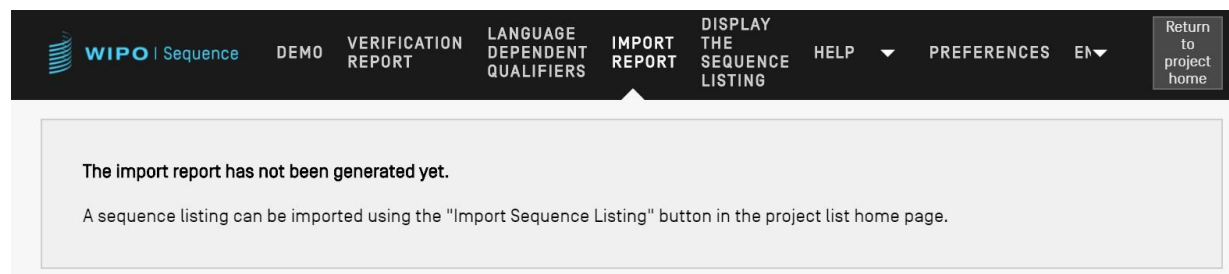 WIPO | Sequence
DEMO
VERIFICATION
REPORT
LANGUAGE
DEPENDENT
QUALIFIERS
IMPORT
REPORT
DISPLAY
THE
SEQUENCE
LISTING
HELP
PREFERENCES
EN
Return
to
project
home
The import report has not been generated yet.
A sequence listing can be imported using the "Import Sequence Listing" button in the project list home page.